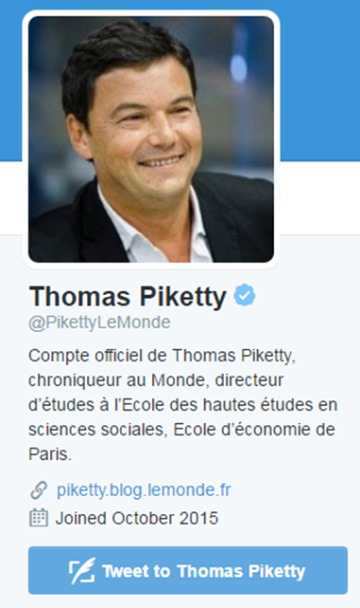 Thomas Piketty
@PikettyLeMonde
Compte officiel de Thomas Piketty,
chroniqueur au Monde, directeur
d'études à l'Ecole des hautes études en
sciences sociales, Ecole d'économie de
Paris.
piketty.blog.lemonde.fr
Joined October 2015
Tweet to Thomas Piketty